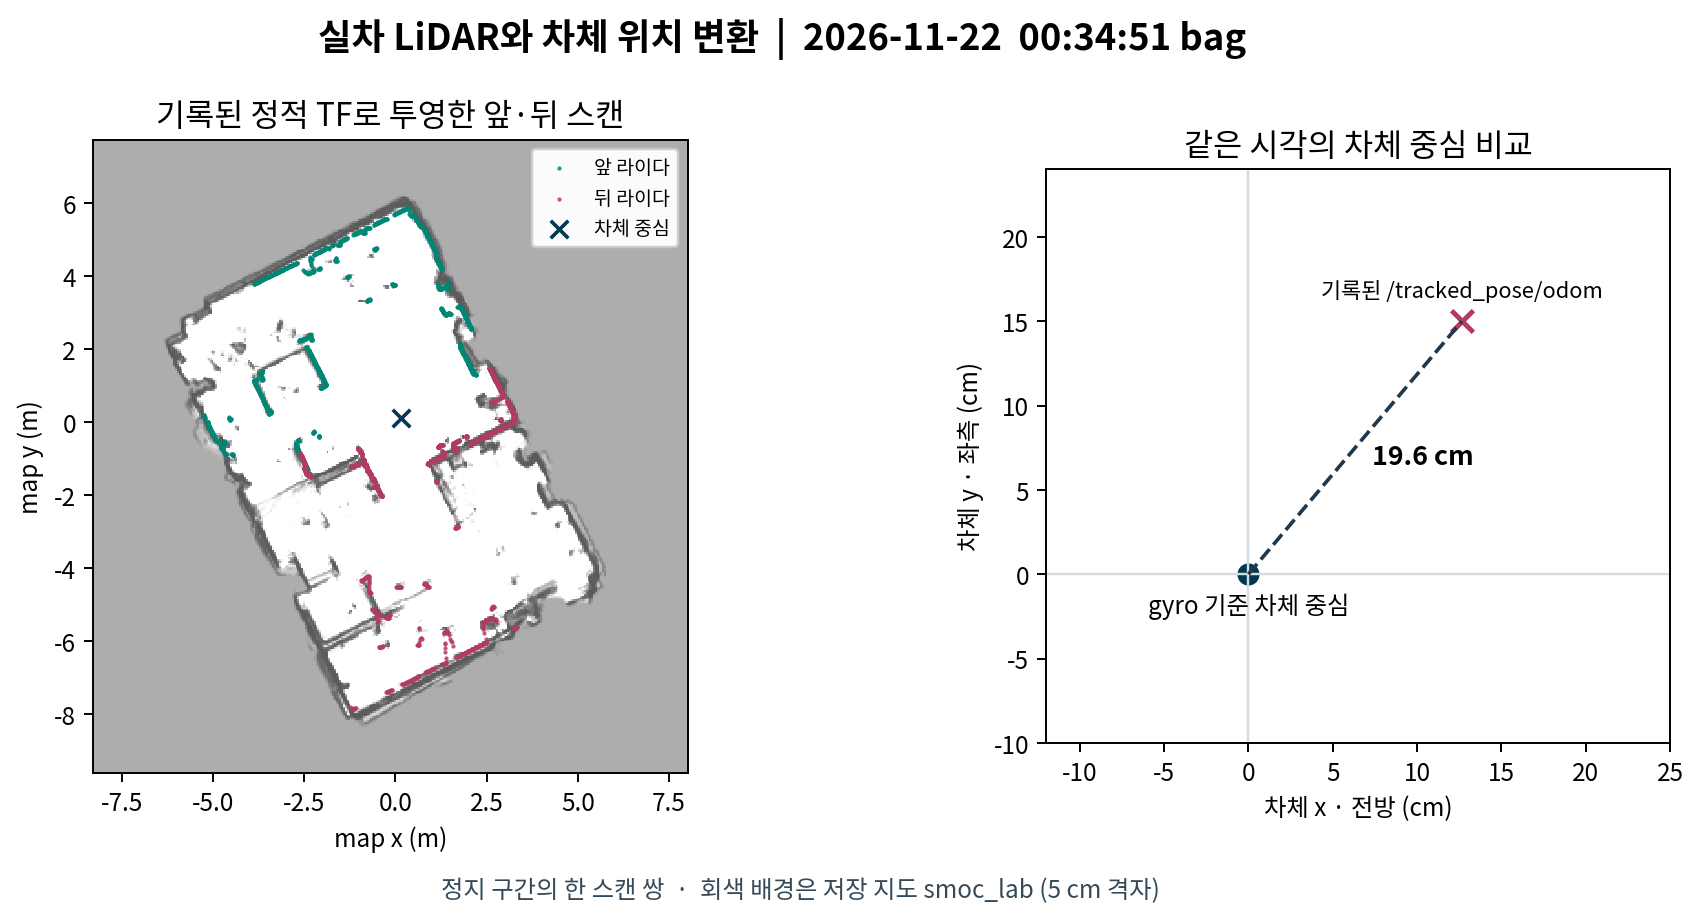 실차 LiDAR와 차체 위치 변환 | 2026-11-22 00:34:51 bag
기록된 정적 TF로 투영한 앞·뒤 스캔
앞 라이다
뒤 라이다
차체 중심
6
4
2
0
-2
-4
-6
-8
map y (m)
-7.5 -5.0 -2.5 0.0 2.5 5.0 7.5
map x (m)
같은 시각의 차체 중심 비교
기록된 /tracked_pose/odom
19.6 cm
gyro 기준 차체 중심
20
15
10
5
0
-5
-10
차체 y · 좌측 (cm)
-10 -5 0 5 10 15 20 25
차체 x · 전방 (cm)
정지 구간의 한 스캔 쌍 · 회색 배경은 저장 지도 smoc_lab (5 cm 격자)